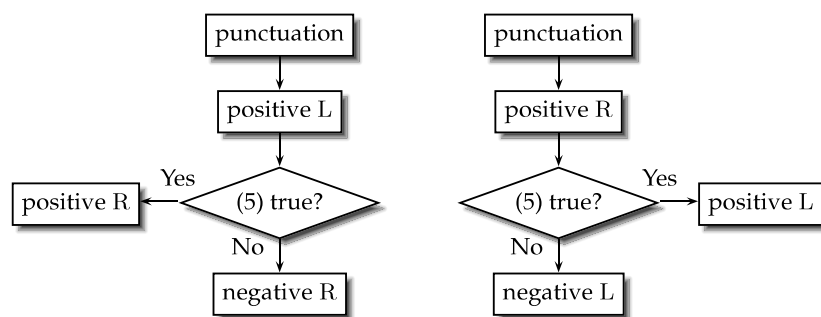 punctuation
positive L
Yes
positive R
(5) true?
No
negative R
punctuation
positive R
(5) true?
Yes
positive L
No
negative L